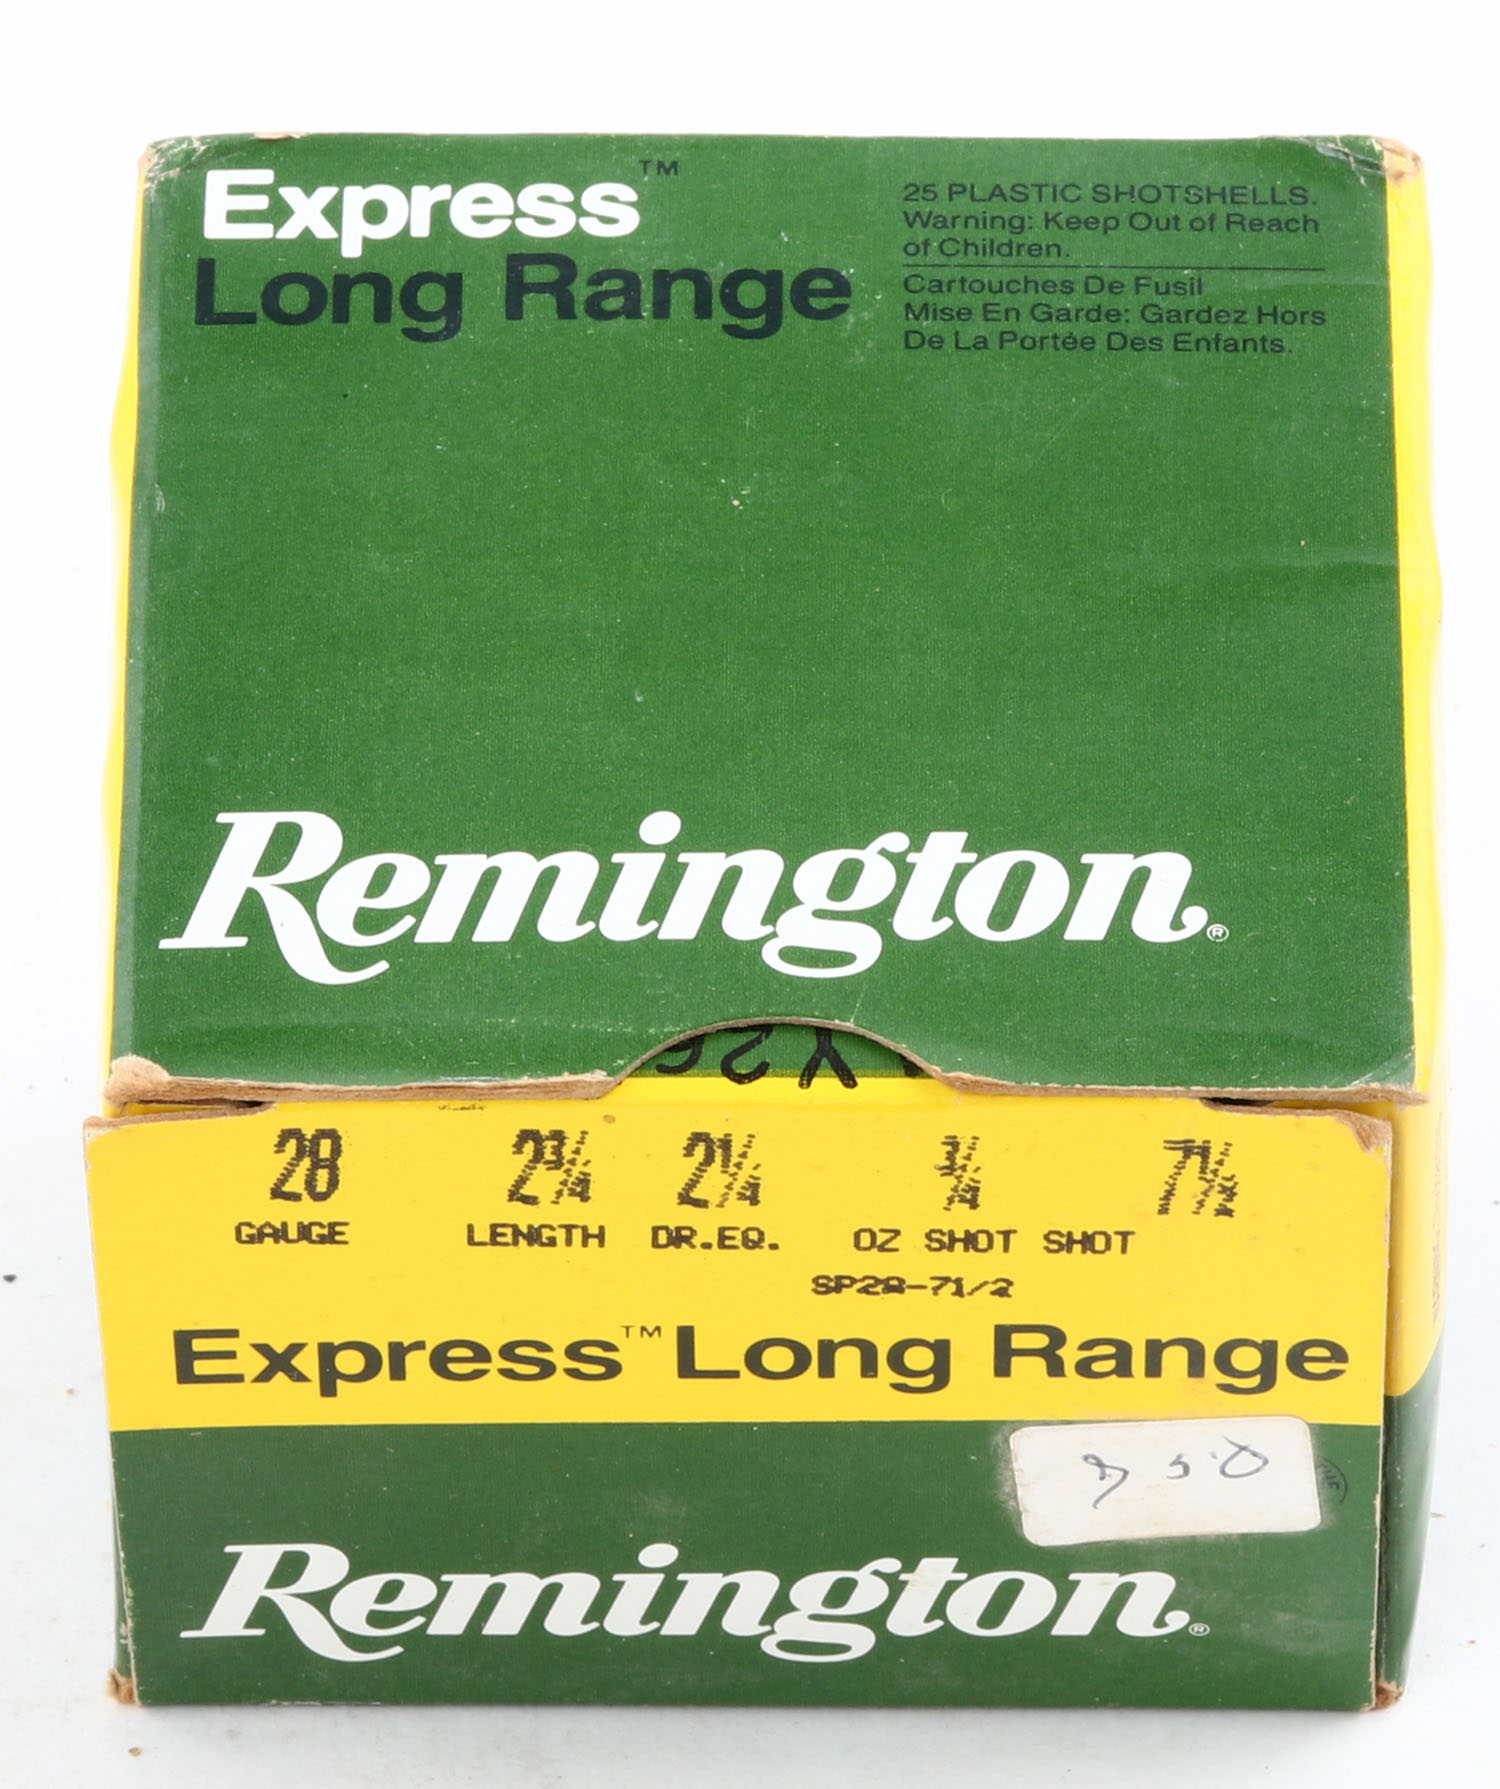 Express™
Long Range
25 PLASTIC SHOTSHELLS.
Warning: Keep Out of Reach
of Children.
Cartouches De Fusil
Mise En Garde: Gardez Hors
De La Portée Des Enfants.
Remington®
28 2¾ 2¼ ¾ 7½
GAUGE LENGTH DR.EQ. OZ SHOT SHOT
SP28-71/2
Express™ Long Range
Remington®